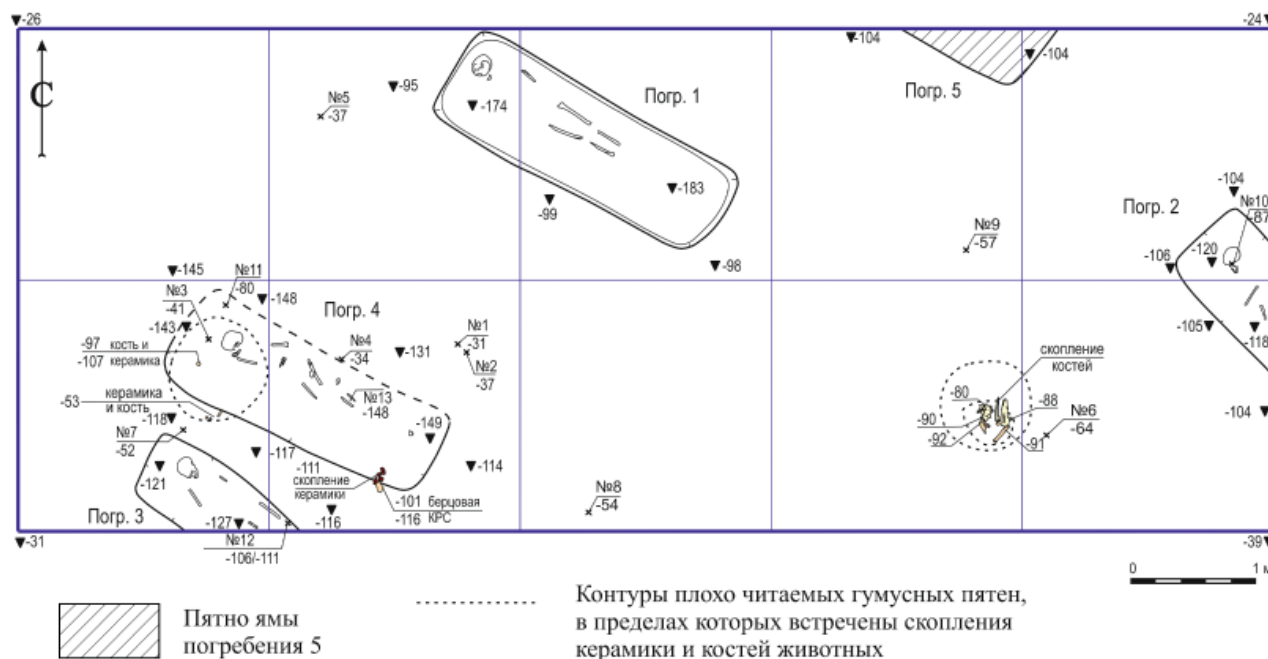 -26
-24
С
-104
-104
Погр. 5
-95
№5
-37
-174
Погр. 1
-183
-99
-98
№9
-57
-104
Погр. 2
№10
-87
-120
-106
-105
-118
-104
-145
№11
-80
-148
Погр. 4
№3
-41
-143
-97 кость и
-107 керамика
№4
-34
-131
№1
-31
№2
-37
№13
-148
керамика
-53 и кость
-118
№7
-52
-149
-117
-111
скопление
керамики
-114
-101 берцовая
-116 КРС
-121
Погр. 3
-127
№12
-106/-111
-116
№8
-54
скопление
костей
-80
-88
-90
-92
-91
№6
-64
-31
-39
0 1 м
Пятно ямы
погребения 5
Контуры плохо читаемых гумусных пятен,
в пределах которых встречены скопления
керамики и костей животных